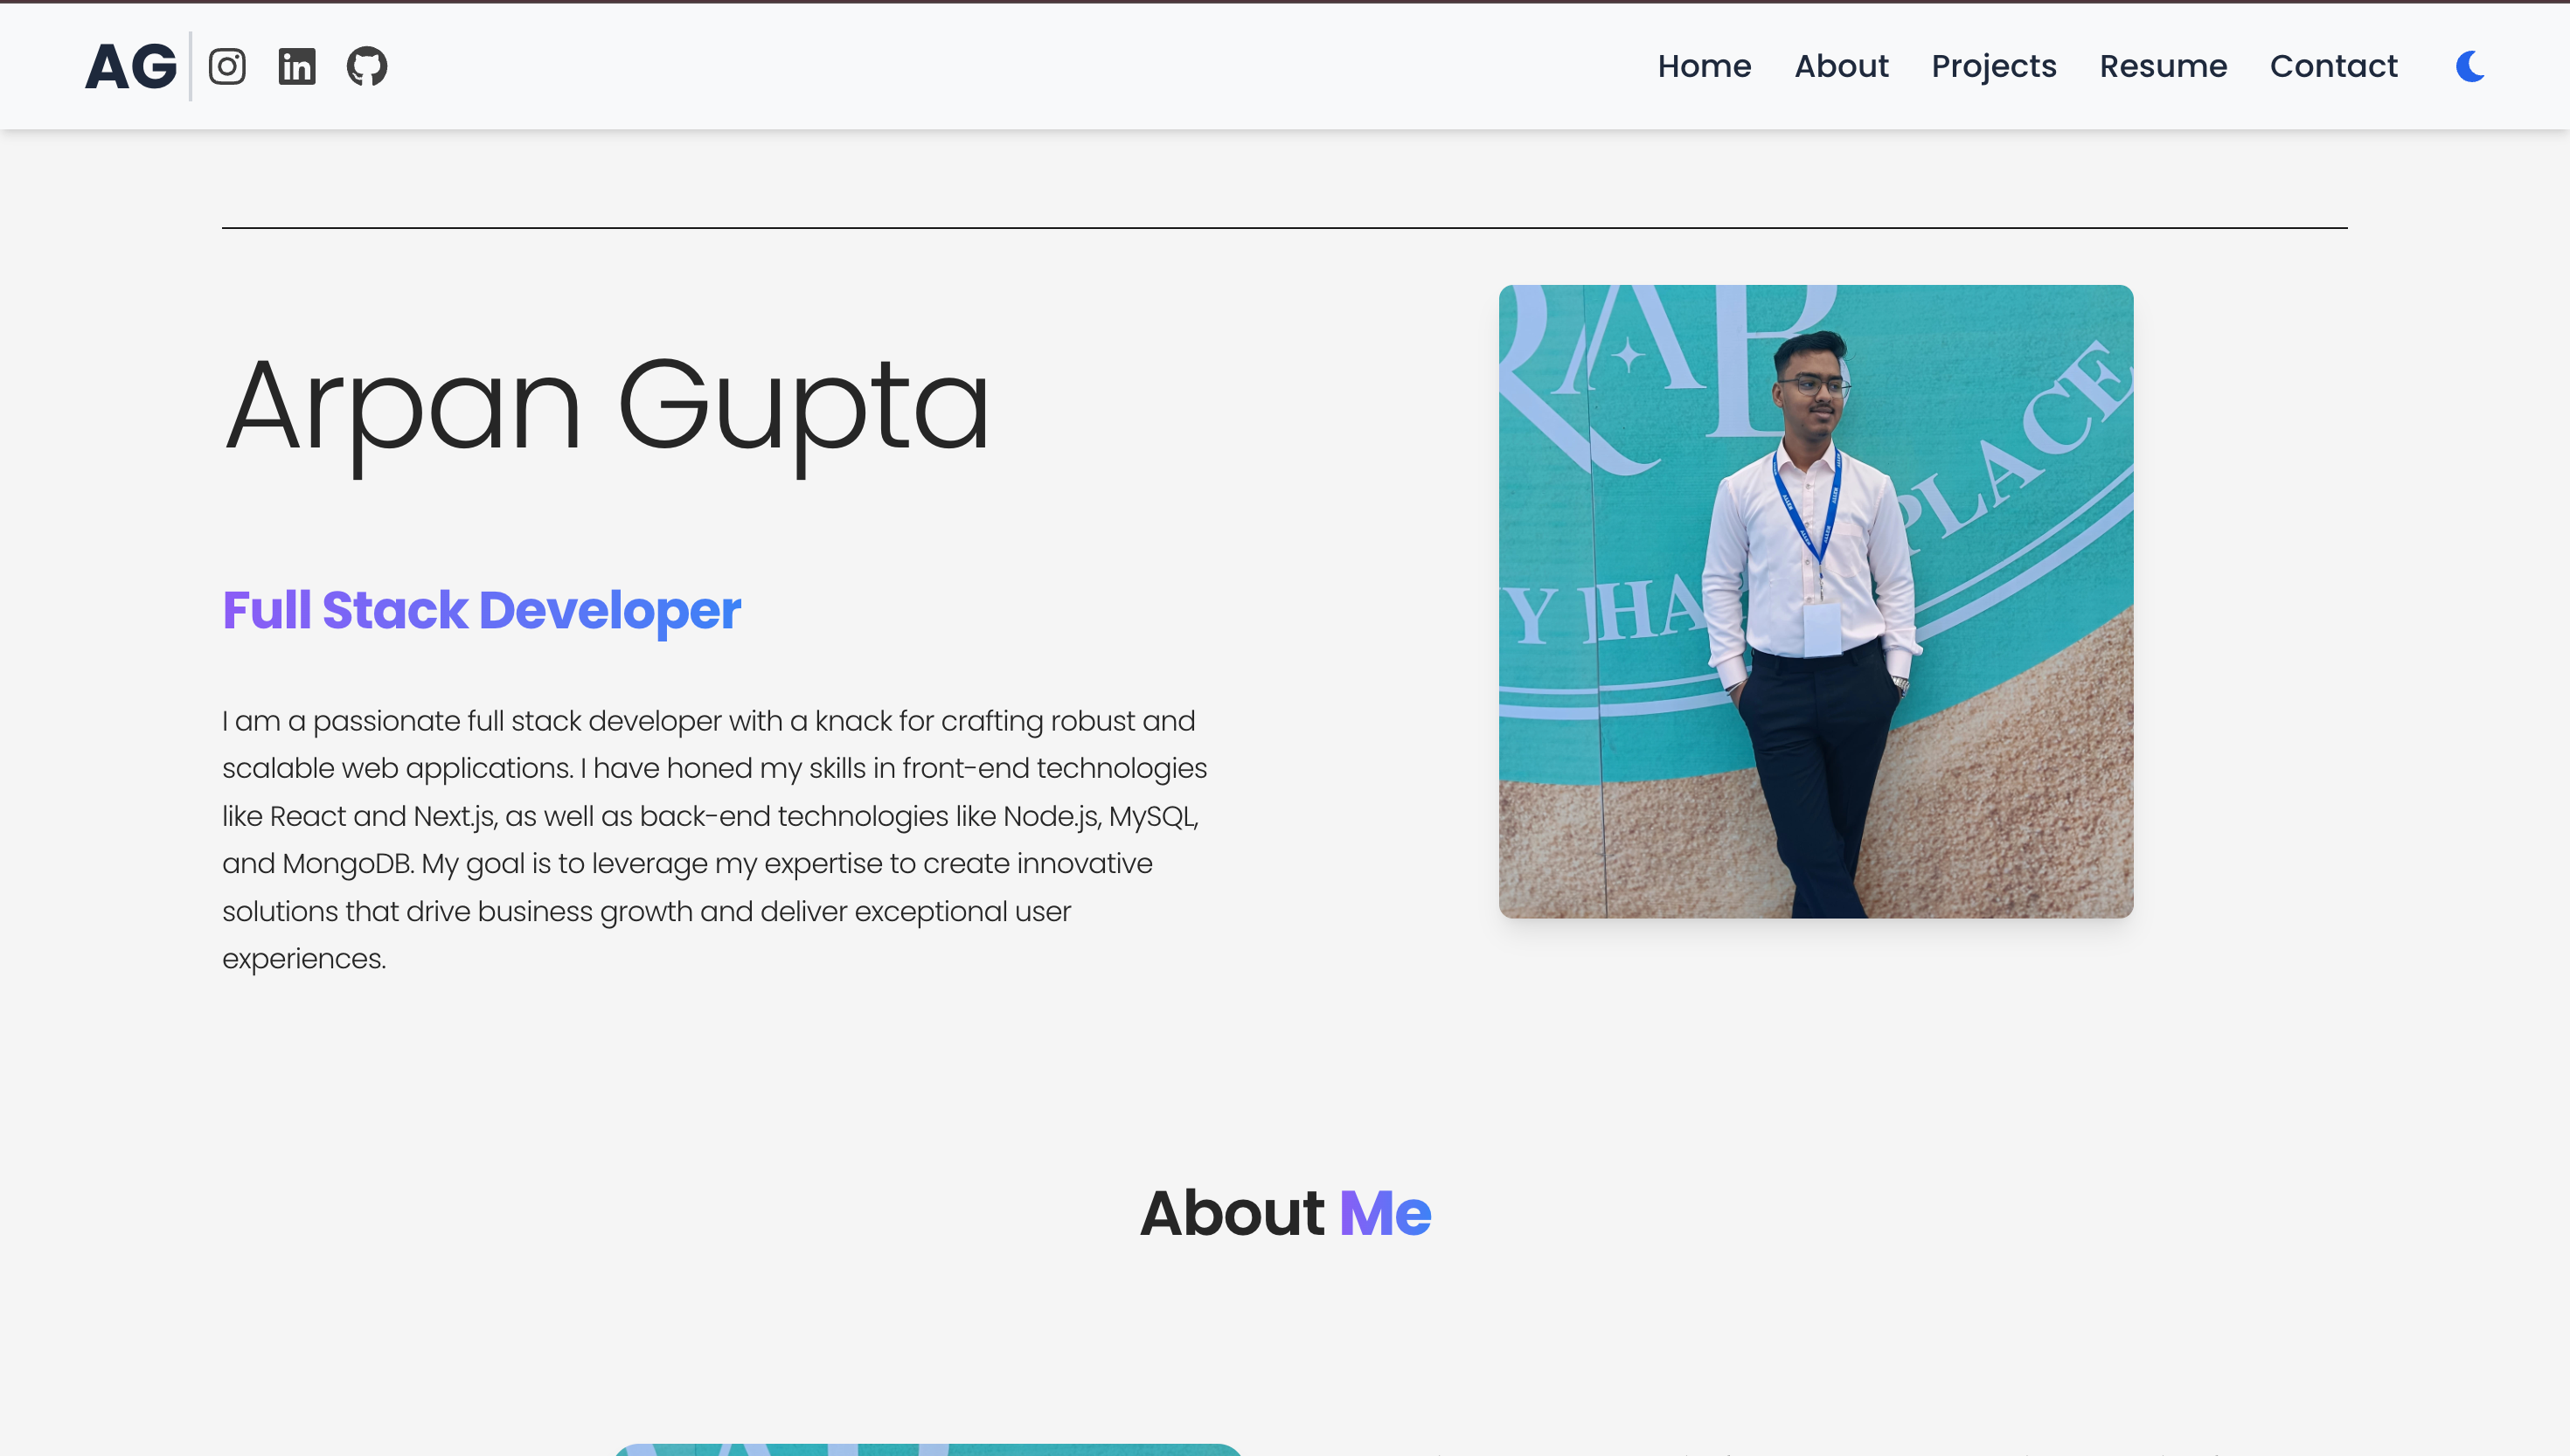 AG
Home About Projects Resume Contact
Arpan Gupta
Full Stack Developer
I am a passionate full stack developer with a knack for crafting robust and
scalable web applications. I have honed my skills in front-end technologies
like React and Next.js, as well as back-end technologies like Node.js, MySQL,
and MongoDB. My goal is to leverage my expertise to create innovative
solutions that drive business growth and deliver exceptional user
experiences.
RAB
Y HA
PLACE
About Me